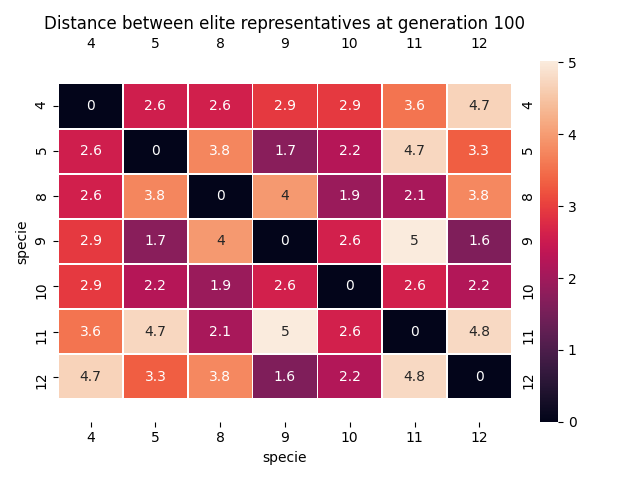 Distance between elite representatives at generation 100
4 5 8 9 10 11 12
4 0 2.6 2.6 2.9 2.9 3.6 4.7 4
5 2.6 0 3.8 1.7 2.2 4.7 3.3 5
8 2.6 3.8 0 4 1.9 2.1 3.8 8
9 2.9 1.7 4 0 2.6 5 1.6 9
10 2.9 2.2 1.9 2.6 0 2.6 2.2 10
11 3.6 4.7 2.1 5 2.6 0 4.8 11
12 4.7 3.3 3.8 1.6 2.2 4.8 0 12
4 5 8 9 10 11 12
specie
specie
5
4
3
2
1
0